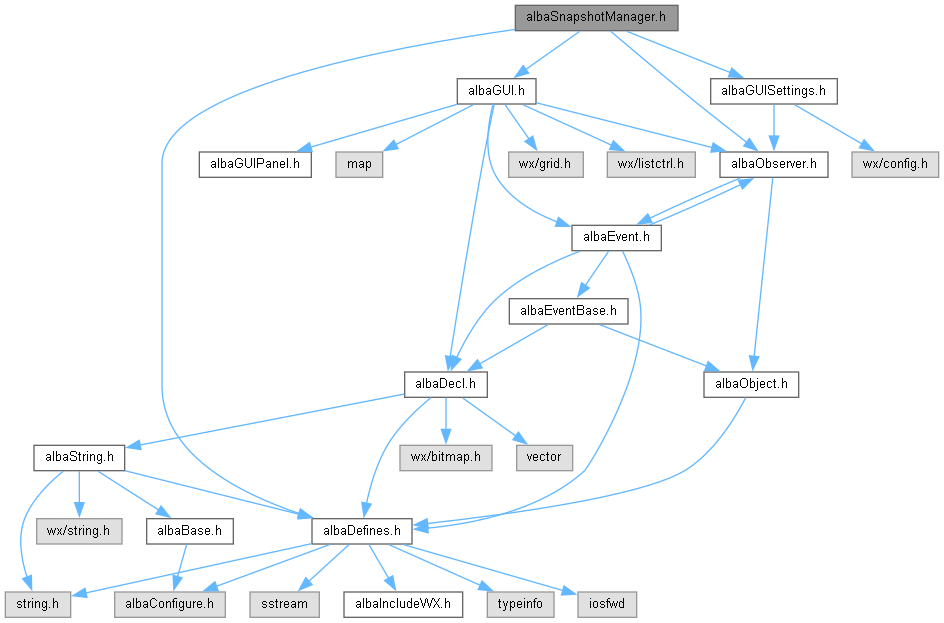 albaSnapshotManager.h
albaGUI.h
albaGUISettings.h
albaGUIPanel.h
map
wx/grid.h
wx/listctrl.h
albaObserver.h
wx/config.h
albaEvent.h
albaEventBase.h
albaDecl.h
albaObject.h
albaString.h
wx/bitmap.h
vector
wx/string.h
albaBase.h
albaDefines.h
string.h
albaConfigure.h
sstream
albaIncludeWX.h
typeinfo
iosfwd